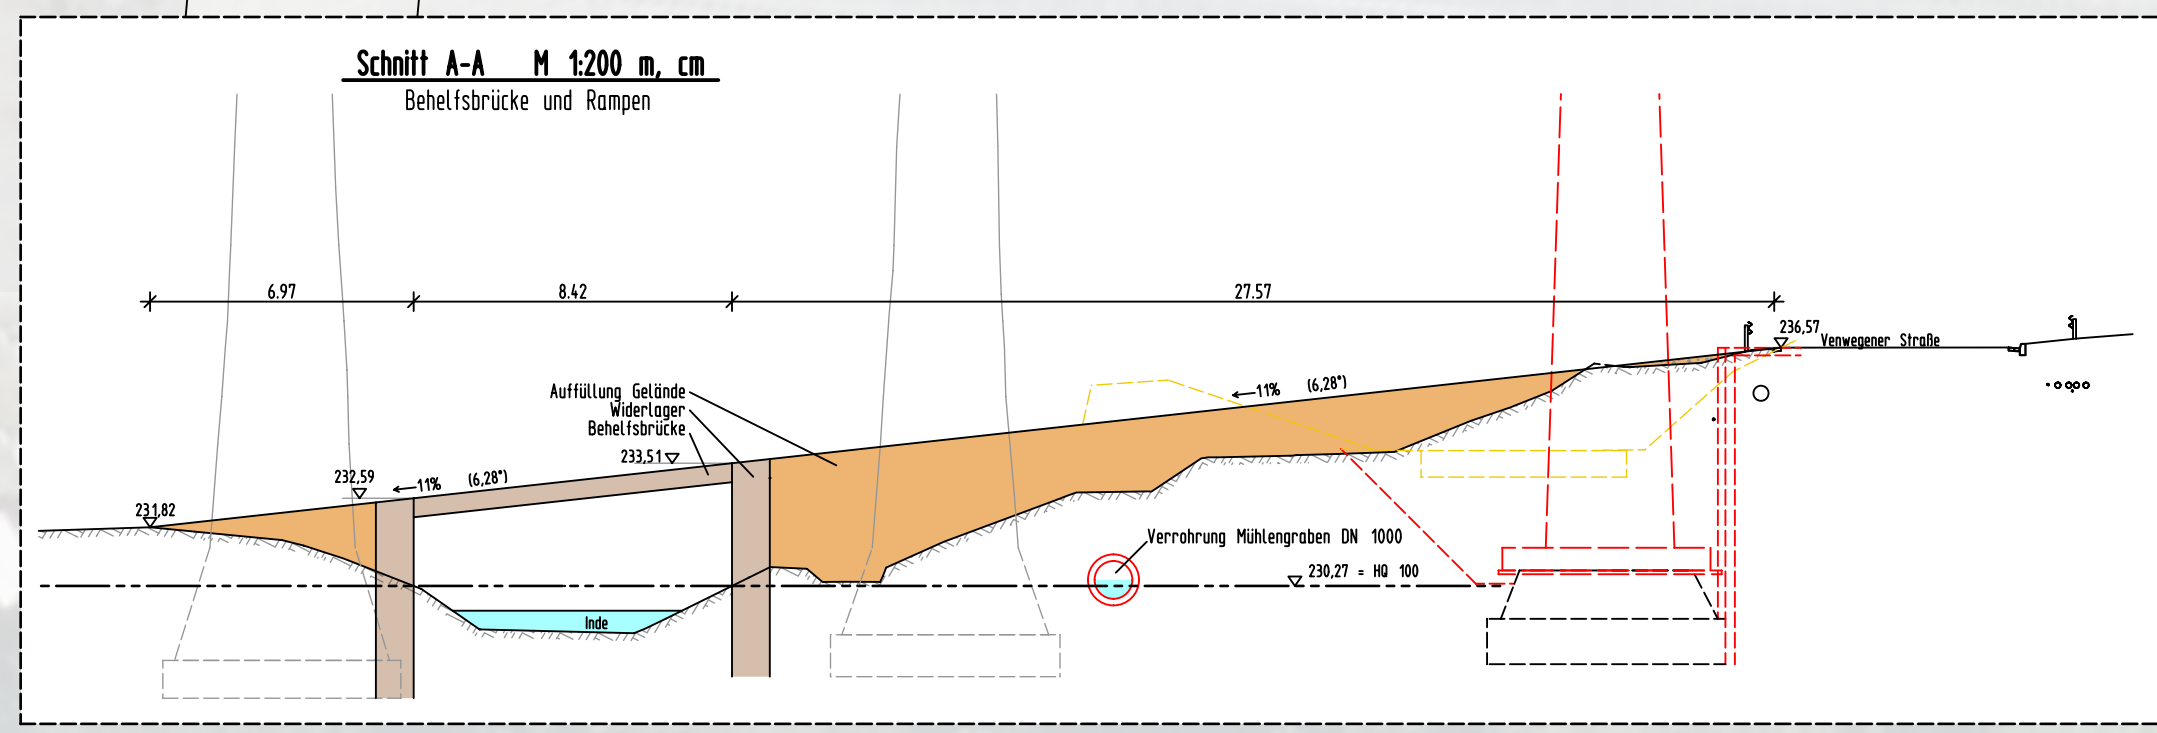 Schnitt A-A   M 1:200 m, cm
Behelfsbrücke und Rampen
6.97
8.42
27.57
236,57
Venwegener Straße
11%
(6,28°)
Auffüllung Gelände
Widerlager
Behelfsbrücke
233,51
232,59
11%
(6,28°)
231,82
Verrohrung Mühlengraben DN 1000
230,27 = HQ 100
Inde